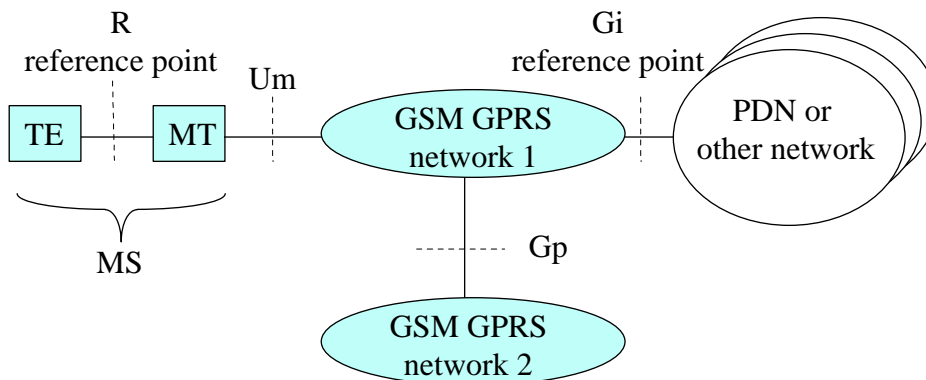 R
reference point
Um
Gi
reference point
TE
MT
GSM GPRS
network 1
PDN or
other network
MS
Gp
GSM GPRS
network 2